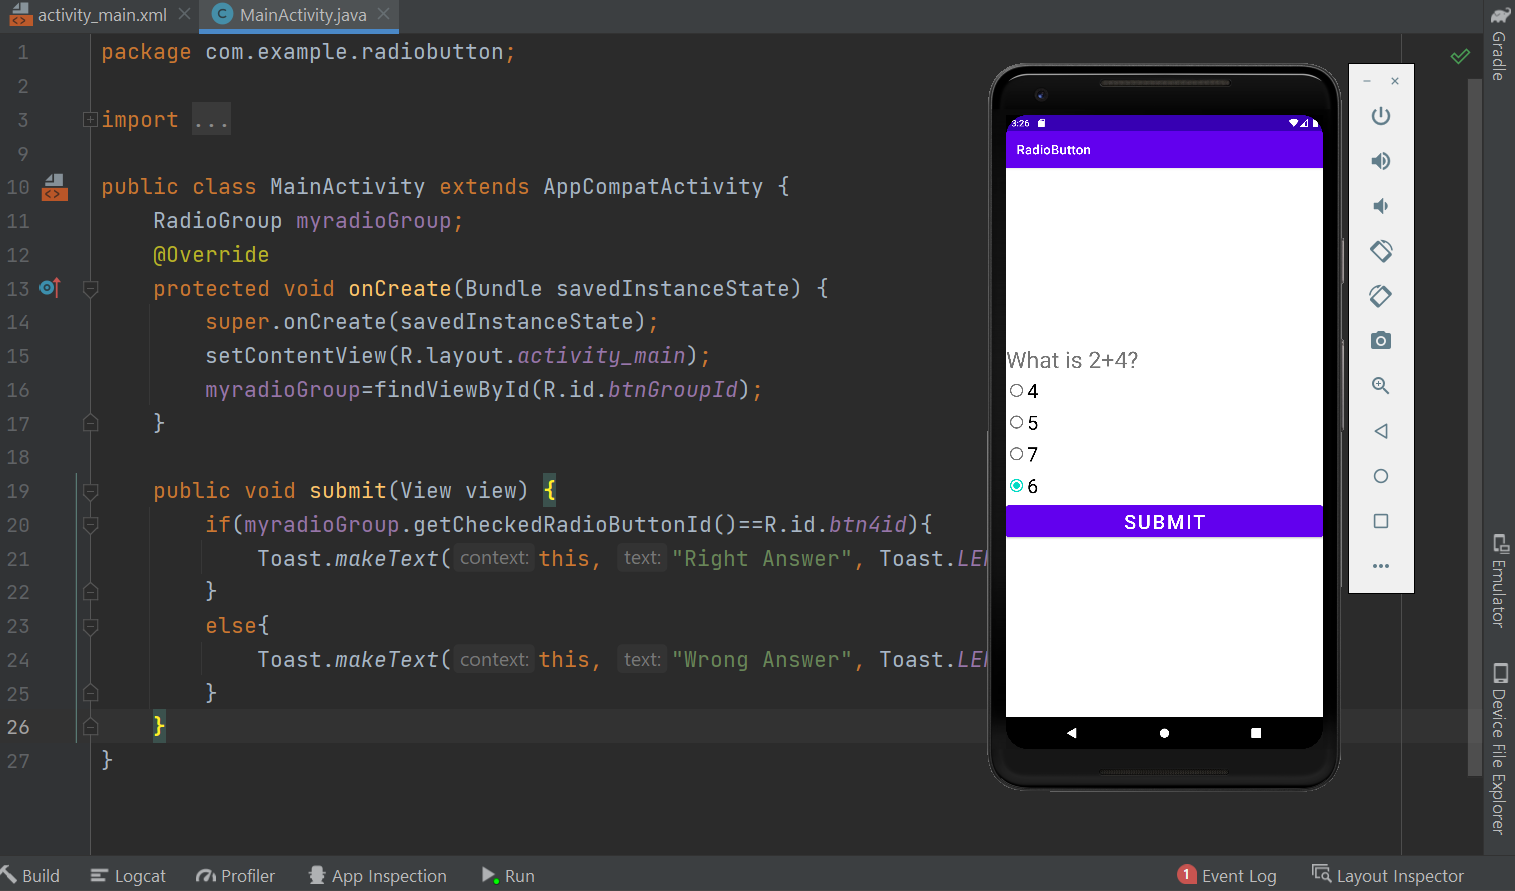 activity_main.xml MainActivity.java
1 package com.example.radiobutton;
2
3 import ...
9
10 public class MainActivity extends AppCompatActivity {
11 RadioGroup myradioGroup;
12 @Override
13 protected void onCreate(Bundle savedInstanceState) {
14 super.onCreate(savedInstanceState);
15 setContentView(R.layout.activity_main);
16 myradioGroup=findViewById(R.id.btnGroupId);
17 }
18
19 public void submit(View view) {
20 if(myradioGroup.getCheckedRadioButtonId()==R.id.btn4id){
21 Toast.makeText( context: this, text: "Right Answer", Toast.LE
22 }
23 else{
24 Toast.makeText( context: this, text: "Wrong Answer", Toast.LE
25 }
26 }
27 }
3:26
RadioButton
What is 2+4?
4
5
7
6
SUBMIT
Gradle
Emulator
Device File Explorer
Build Logcat Profiler App Inspection Run 1 Event Log Layout Inspector